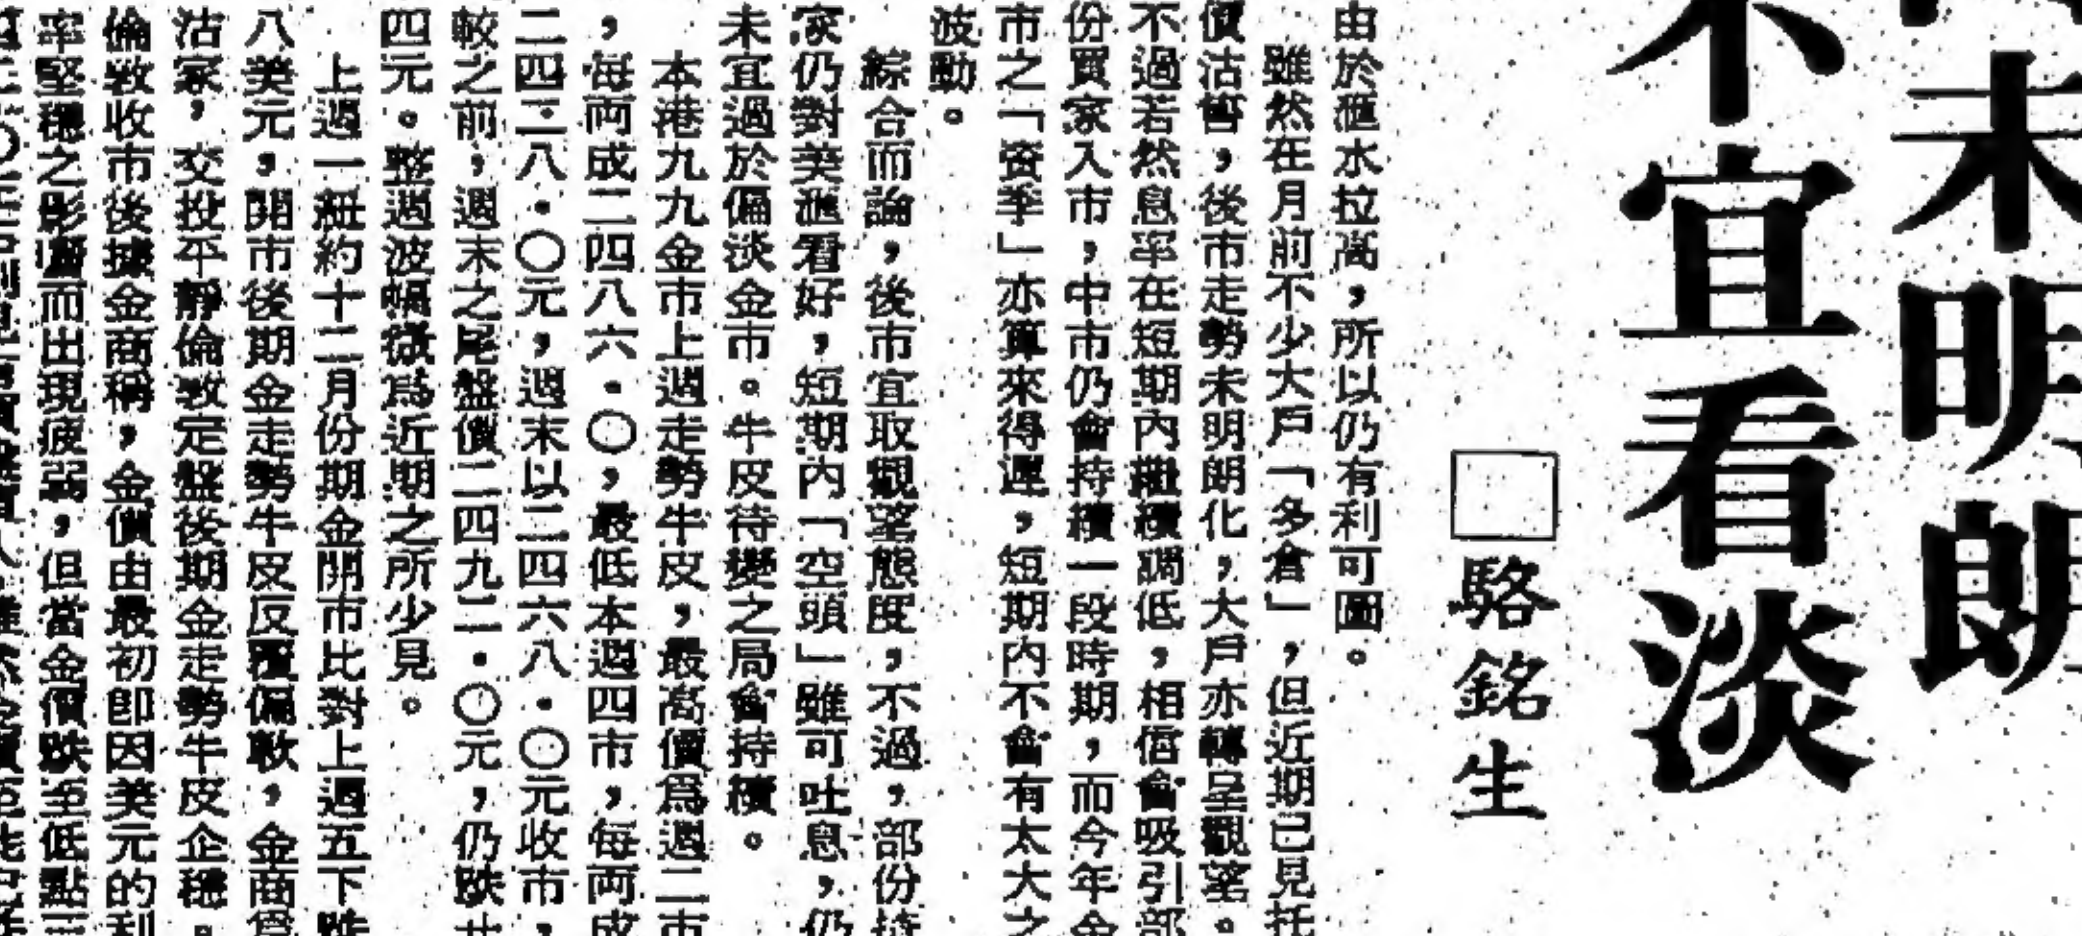 未明朗
不宜看淡
駱銘生
由於滙水拉高，所以仍有利可圖。
雖然在月前不少大戶「多倉」，但近期已見托
價沽售，後市走勢未明朗化，大戶亦轉呈觀望。
不過若然息率在短期內繼續調低，相信會吸引部
份買家入市，中市仍會持續一段時期，而今年金
市之「資季」亦算來得遲，短期內不會有太大之
波動。
綜合而論，後市宜取觀望態度，不過，部份
家仍對美滙看好，短期內「空頭」雖可吐息，仍
未宜過於偏淡金市。牛皮待變之局會持續。
本港九九金市上週走勢牛皮，最高價爲週二市
，每両成二四八六．〇，最低本週四市，每両成
二四三八．〇元，週末以二四六八．〇元收市，
較之前，週末之尾盤價二四九二．〇元，仍跌廿
四元。整週波幅微爲近期之所少見。
上週一紐約十二月份期金開市比對上週五下跌
八美元，開市後期金走勢牛皮反覆偏軟，金商爲
沽家，交投平靜倫敦定盤後期金走勢牛皮企穩。
倫敦收市後據金商稱，金價由最初卽因美元的利
率堅穩之影響而出現疲弱，但當金價跌至低點三